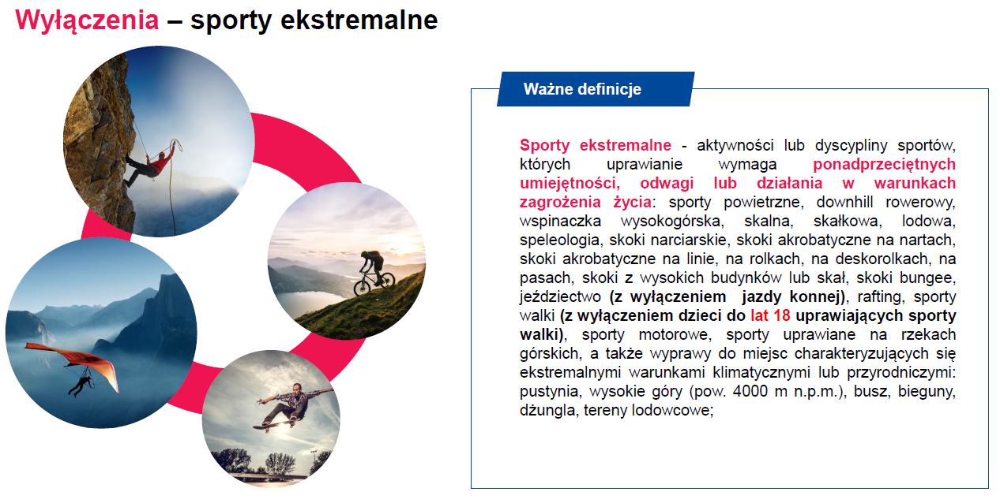 Wyłączenia – sporty ekstremalne
Ważne definicje
Sporty ekstremalne - aktywności lub dyscypliny sportów,
których uprawianie wymaga ponadprzeciętnych
umiejętności, odwagi lub działania w warunkach
zagrożenia życia: sporty powietrzne, downhill rowerowy,
wspinaczka wysokogórska, skalna, skałkowa, lodowa,
speleologia, skoki narciarskie, skoki akrobatyczne na nartach,
skoki akrobatyczne na linie, na rolkach, na deskorolkach, na
pasach, skoki z wysokich budynków lub skał, skoki bungee,
jeździectwo (z wyłączeniem jazdy konnej), rafting, sporty
walki (z wyłączeniem dzieci do lat 18 uprawiających sporty
walki), sporty motorowe, sporty uprawiane na rzekach
górskich, a także wyprawy do miejsc charakteryzujących się
ekstremalnymi warunkami klimatycznymi lub przyrodniczymi:
pustynia, wysokie góry (pow. 4000 m n.p.m.), busz, bieguny,
dżungla, tereny lodowcowe;